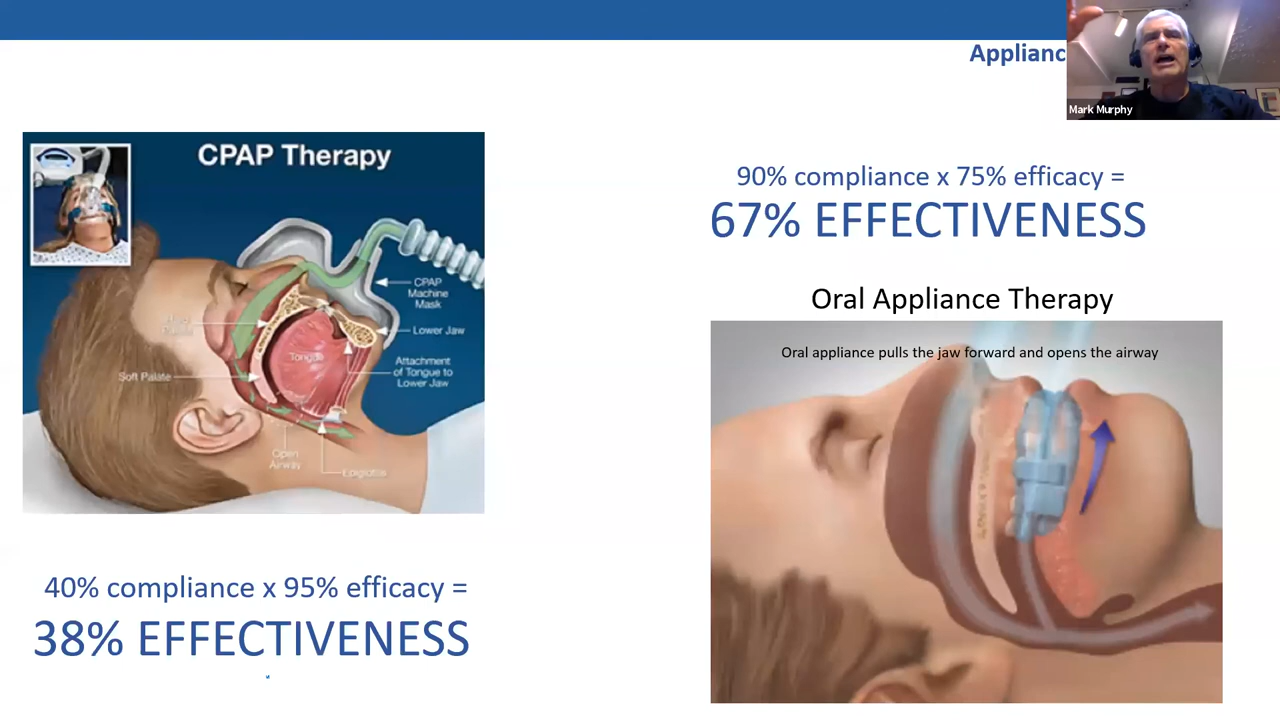 Applianc
Mark Murphy
CPAP Therapy
CPAP
Machine
Mask
Lower Jaw
Hard
Palate
Tongue
Attachment
of Tongue to
Lower Jaw
Soft Palate
Open
Airway
Epiglottis
40% compliance x 95% efficacy =
38% EFFECTIVENESS
90% compliance x 75% efficacy =
67% EFFECTIVENESS
Oral Appliance Therapy
Oral appliance pulls the jaw forward and opens the airway